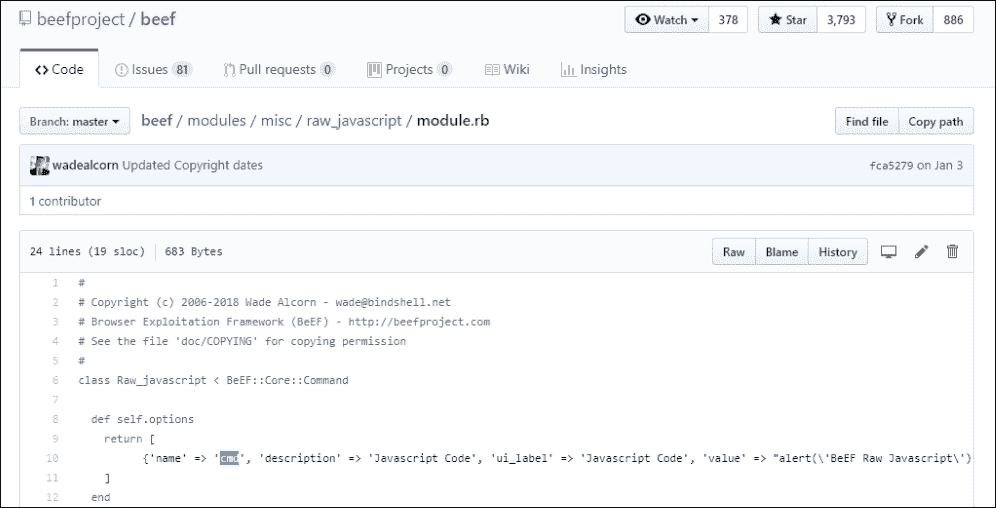 beefproject / beef Watch 378 Star 3,793 Fork 886
Code Issues 81 Pull requests 0 Projects 0 Wiki Insights
Branch: master beef / modules / misc / raw_javascript / module.rb Find file Copy path
wadealcorn Updated Copyright dates fca5279 on Jan 3
1 contributor
24 lines (19 sloc) 683 Bytes Raw Blame History
1 #
2 # Copyright (c) 2006-2018 Wade Alcorn - wade@bindshell.net
3 # Browser Exploitation Framework (BeEF) - http://beefproject.com
4 # See the file 'doc/COPYING' for copying permission
5 #
6 class Raw_javascript < BeEF::Core::Command
7
8 def self.options
9 return [
10 {'name' => 'cmd', 'description' => 'Javascript Code', 'ui_label' => 'Javascript Code', 'value' => "alert(\'BeEF Raw Javascript\')
11 ]
12 end